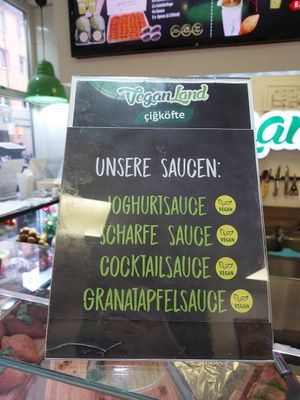 VeganLand
çiğköfte
UNSERE SAUCEN:
JOGHURTSAUCE VEGAN
SCHARFE SAUCE VEGAN
COCKTAILSAUCE VEGAN
GRANATAPFELSAUCE VEGAN